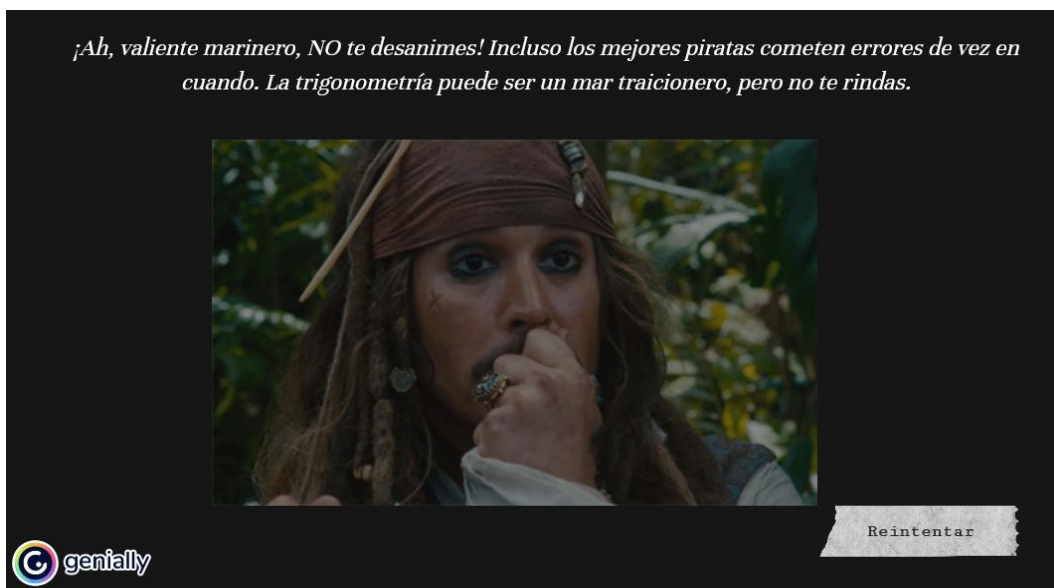 ¡Ah, valiente marinero, NO te desanimes! Incluso los mejores piratas cometen errores de vez en
cuando. La trigonometría puede ser un mar traicionero, pero no te rindas.
Reintentar
genially